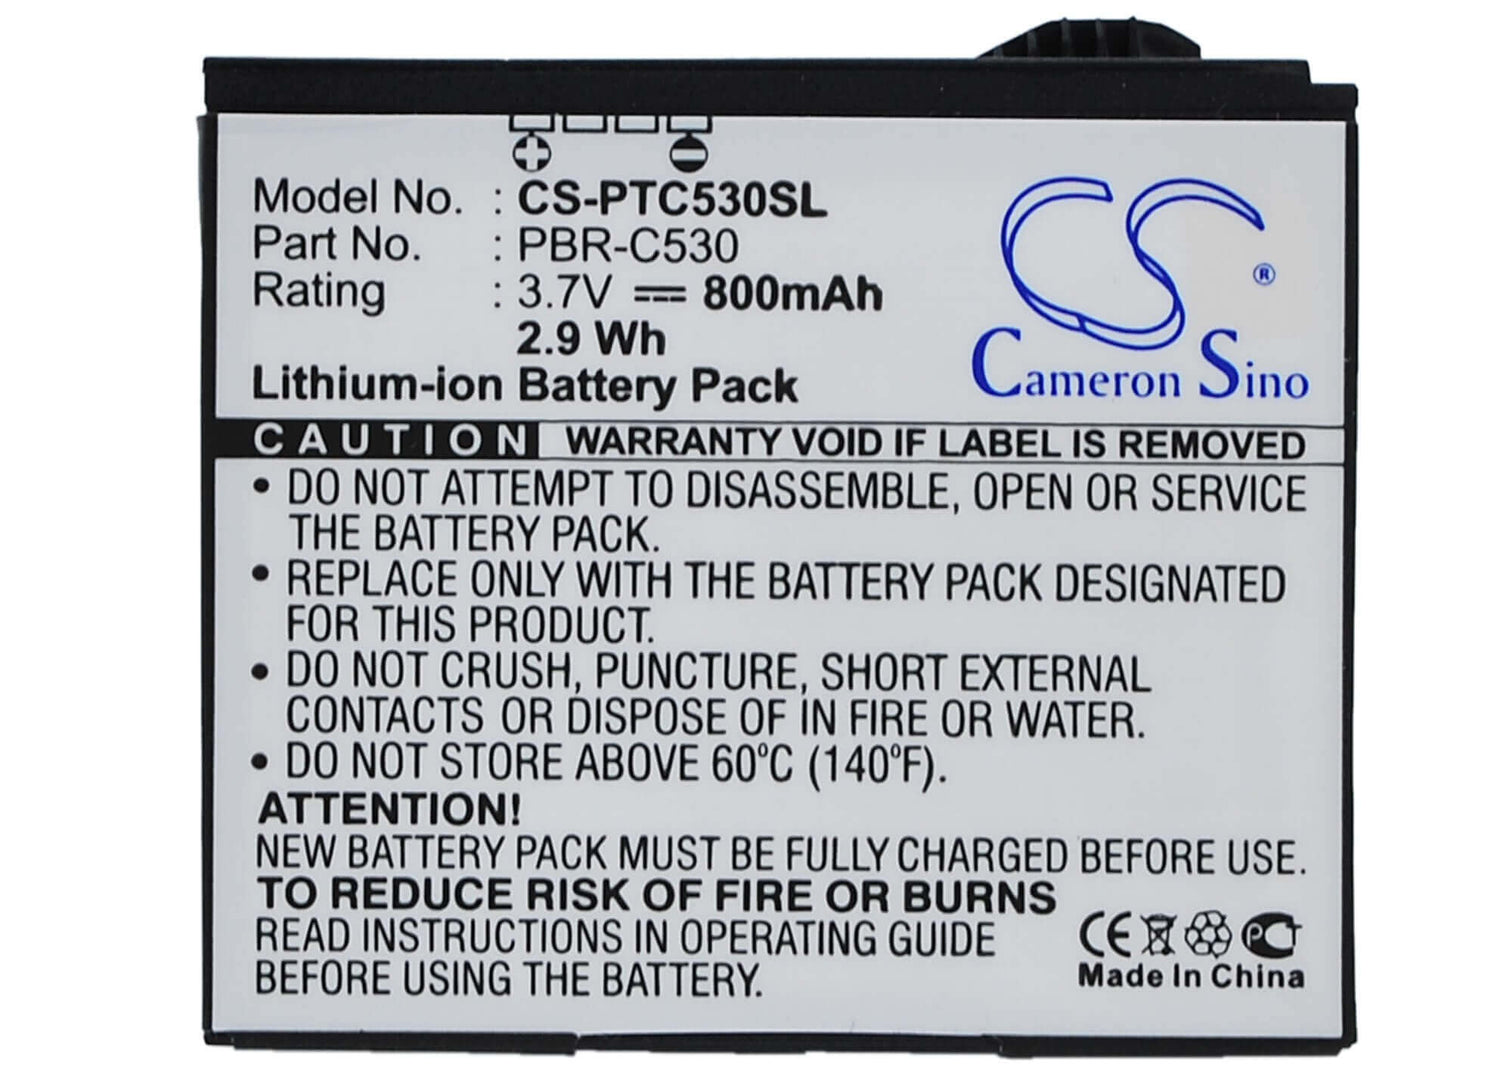 Model No. : CS-PTC530SL
Part No. : PBR-C530
Rating : 3.7V 800mAh
2.9 Wh
Lithium-ion Battery Pack
CS ®
Cameron Sino
CAUTION WARRANTY VOID IF LABEL IS REMOVED
• DO NOT ATTEMPT TO DISASSEMBLE, OPEN OR SERVICE
THE BATTERY PACK.
• REPLACE ONLY WITH THE BATTERY PACK DESIGNATED
FOR THIS PRODUCT.
• DO NOT CRUSH, PUNCTURE, SHORT EXTERNAL
CONTACTS OR DISPOSE OF IN FIRE OR WATER.
• DO NOT STORE ABOVE 60°C (140°F).
ATTENTION!
NEW BATTERY PACK MUST BE FULLY CHARGED BEFORE USE.
TO REDUCE RISK OF FIRE OR BURNS
READ INSTRUCTIONS IN OPERATING GUIDE
BEFORE USING THE BATTERY.
CE PCT
Made In China